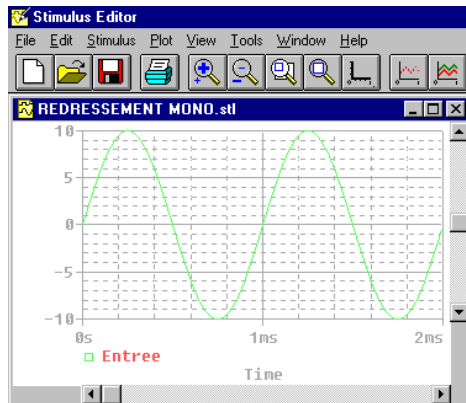 Stimulus Editor
File Edit Stimulus Plot View Tools Window Help
REDRESSEMENT MONO.stl
10
5
0
-5
-10
0s 1ms 2ms
Entree
Time